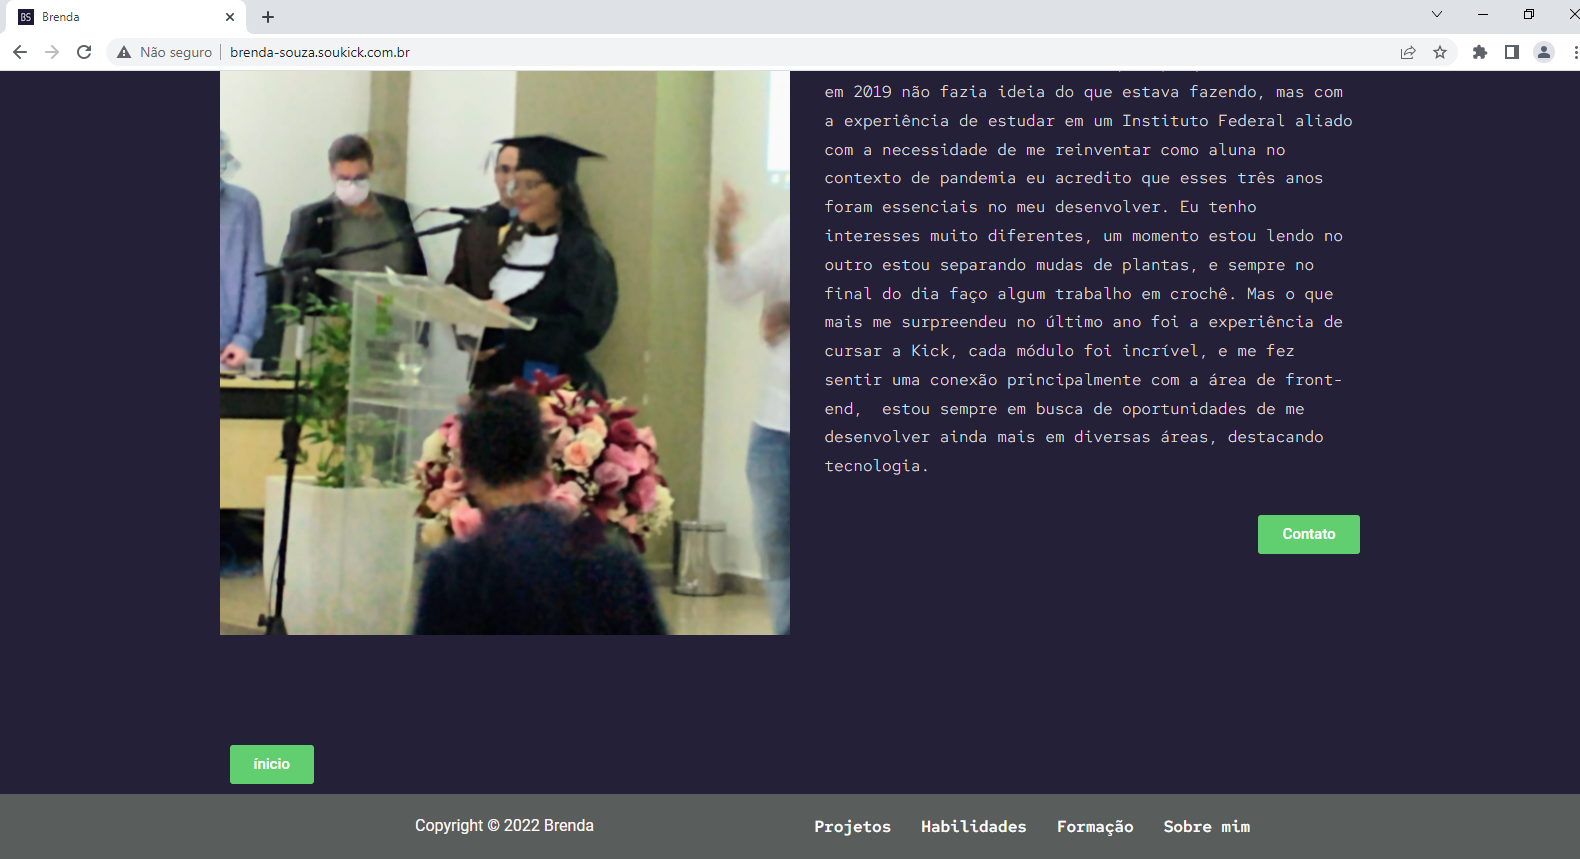 BS Brenda
Não seguro brenda-souza.soukick.com.br
em 2019 não fazia ideia do que estava fazendo, mas com
a experiência de estudar em um Instituto Federal aliado
com a necessidade de me reinventar como aluna no
contexto de pandemia eu acredito que esses três anos
foram essenciais no meu desenvolver. Eu tenho
interesses muito diferentes, um momento estou lendo no
outro estou separando mudas de plantas, e sempre no
final do dia faço algum trabalho em crochê. Mas o que
mais me surpreendeu no último ano foi a experiência de
cursar a Kick, cada módulo foi incrível, e me fez
sentir uma conexão principalmente com a área de front-
end,  estou sempre em busca de oportunidades de me
desenvolver ainda mais em diversas áreas, destacando
tecnologia.
Contato
ínicio
Copyright © 2022 Brenda
Projetos Habilidades Formação Sobre mim